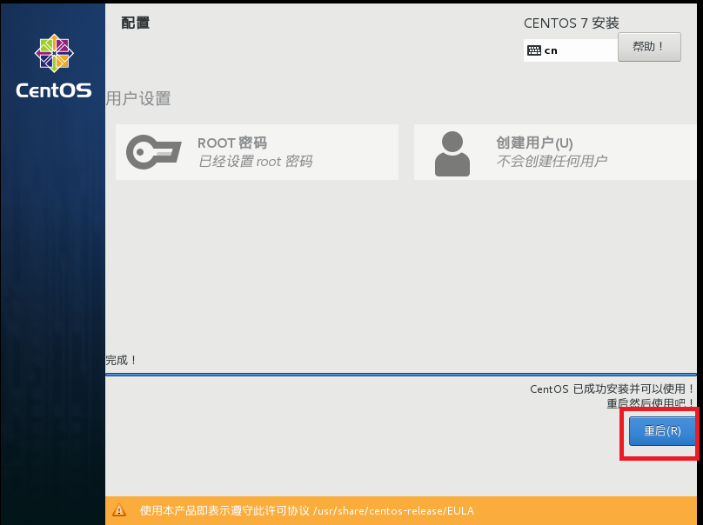 配置
CENTOS 7 安装
cn
帮助！
CentOS
用户设置
ROOT 密码
已经设置 root 密码
创建用户(U)
不会创建任何用户
完成！
CentOS 已成功安装并可以使用！
重启然后使用吧！
重启(R)
使用本产品即表示遵守此许可协议 /usr/share/centos-release/EULA